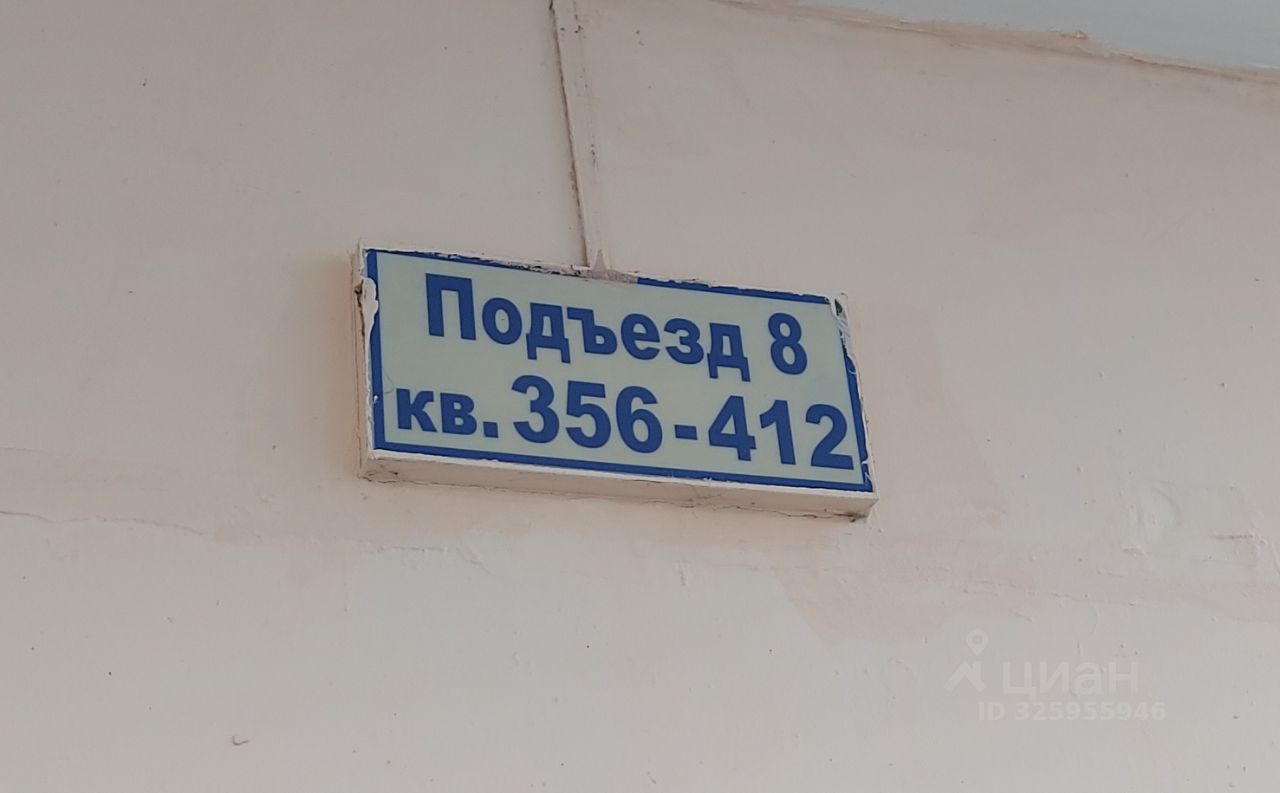 Подъезд 8
кв. 356-412
циан
ID 325955946